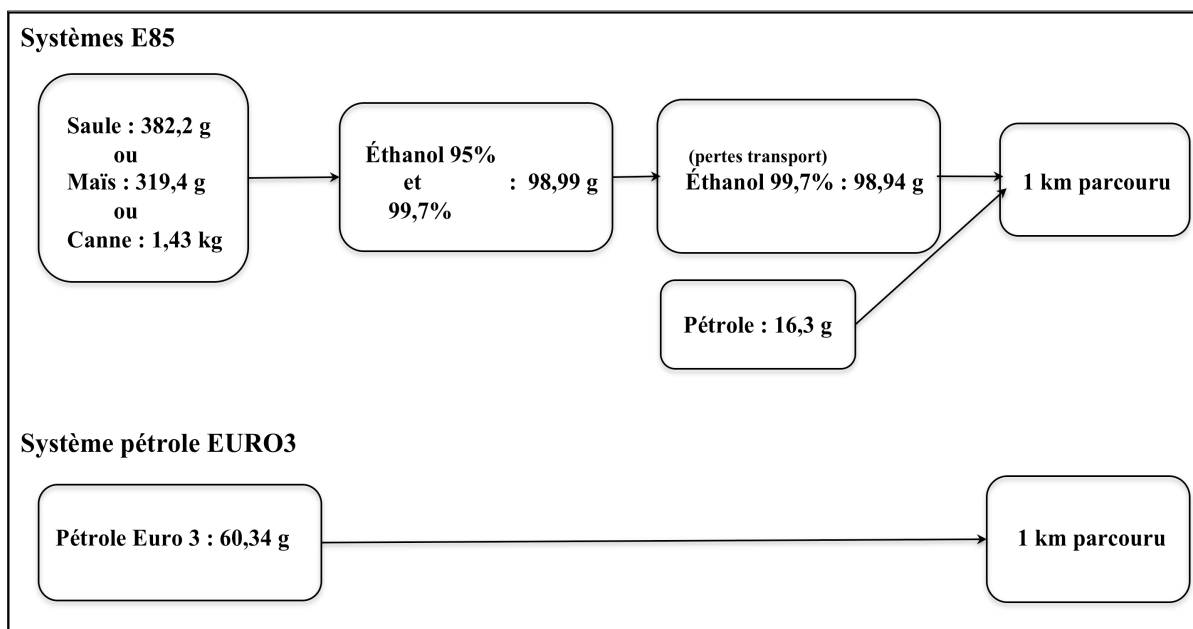 Systèmes E85
Saule : 382,2 g
ou
Maïs : 319,4 g
ou
Canne : 1,43 kg
Éthanol 95%
et : 98,99 g
99,7%
(pertes transport)
Éthanol 99,7% : 98,94 g
1 km parcouru
Pétrole : 16,3 g
Système pétrole EURO3
Pétrole Euro 3 : 60,34 g
1 km parcouru